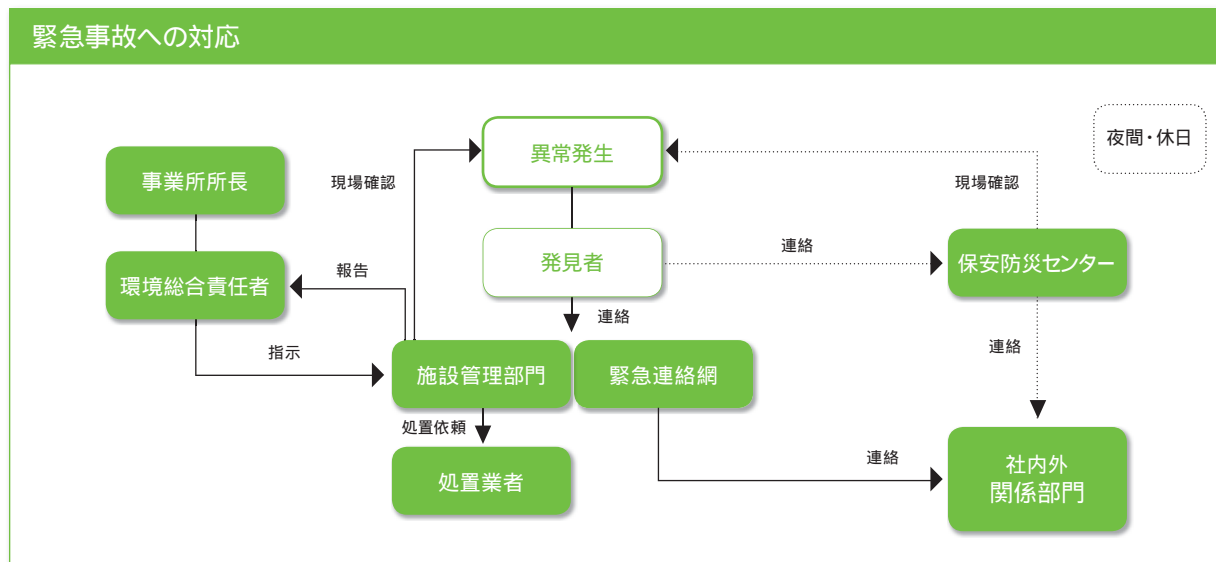 緊急事故への対応
異常発生
夜間・休日
事業所所長
現場確認
現場確認
発見者
連絡
保安防災センター
環境総合責任者
報告
連絡
指示
連絡
施設管理部門
緊急連絡網
処置依頼
連絡
処置業者
社内外
関係部門